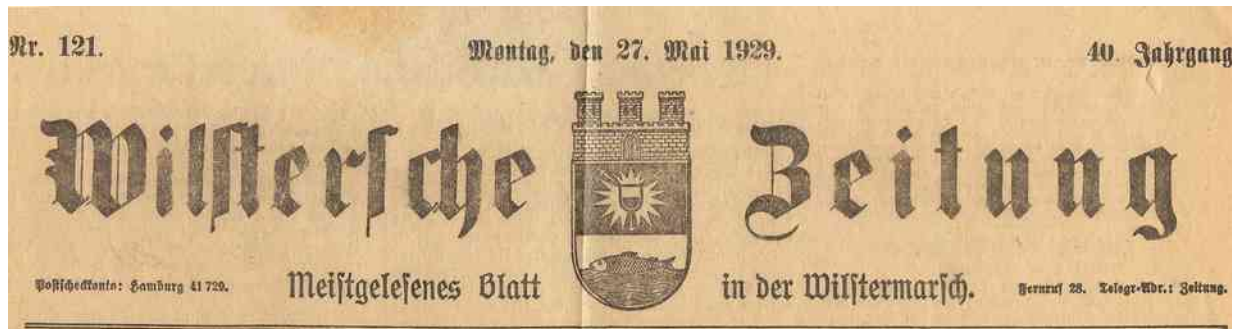 Nr. 121. Montag, den 27. Mai 1929. 40. Jahrgang
Wilstersche Zeitung
Postscheckkonto: Hamburg 41 729. Meistgelesenes Blatt in der Wilstermarsch. Fernruf 28. Telegr.-Adr.: Zeitung.